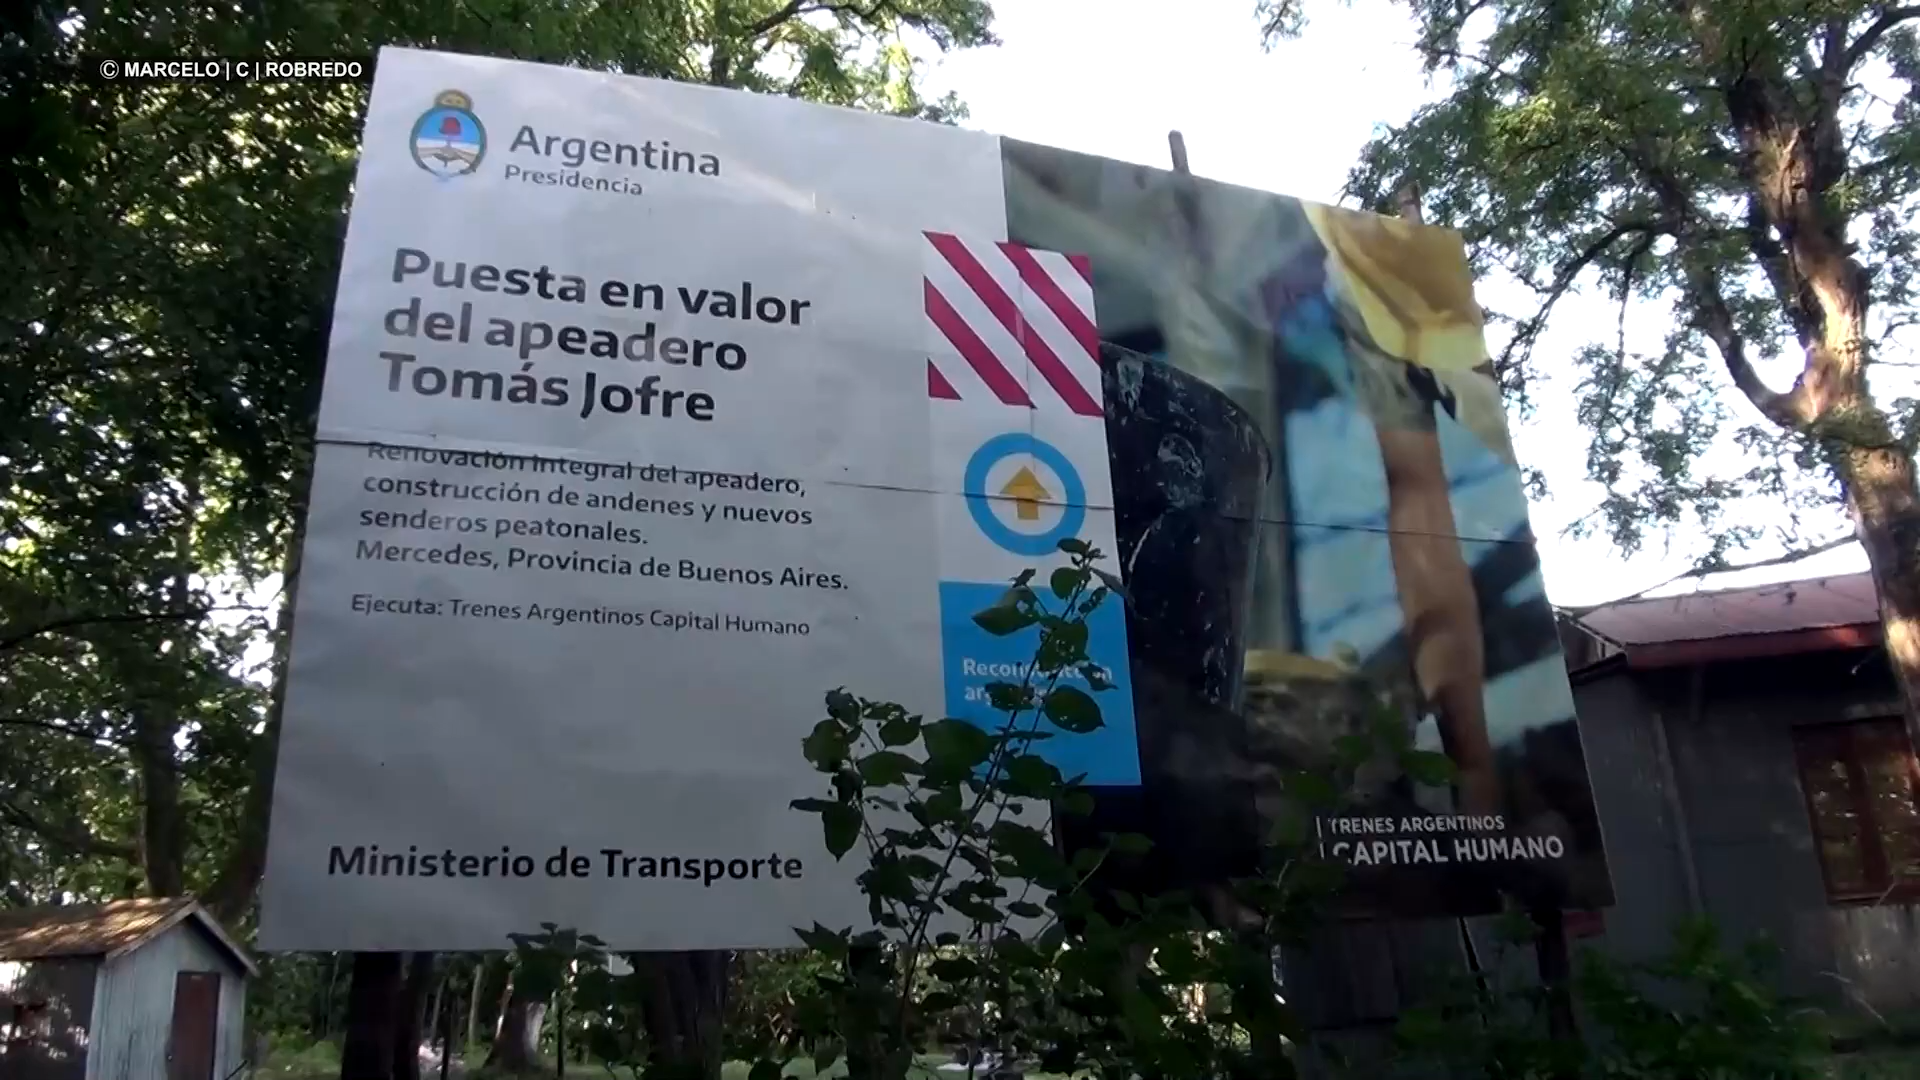 © MARCELO | C | ROBREDO
Argentina
Presidencia
Puesta en valor
del apeadero
Tomás Jofre
Renovación integral del apeadero,
construcción de andenes y nuevos
senderos peatonales.
Mercedes, Provincia de Buenos Aires.
Ejecuta: Trenes Argentinos Capital Humano
Reconstrucción
Ministerio de Transporte
TRENES ARGENTINOS
CAPITAL HUMANO